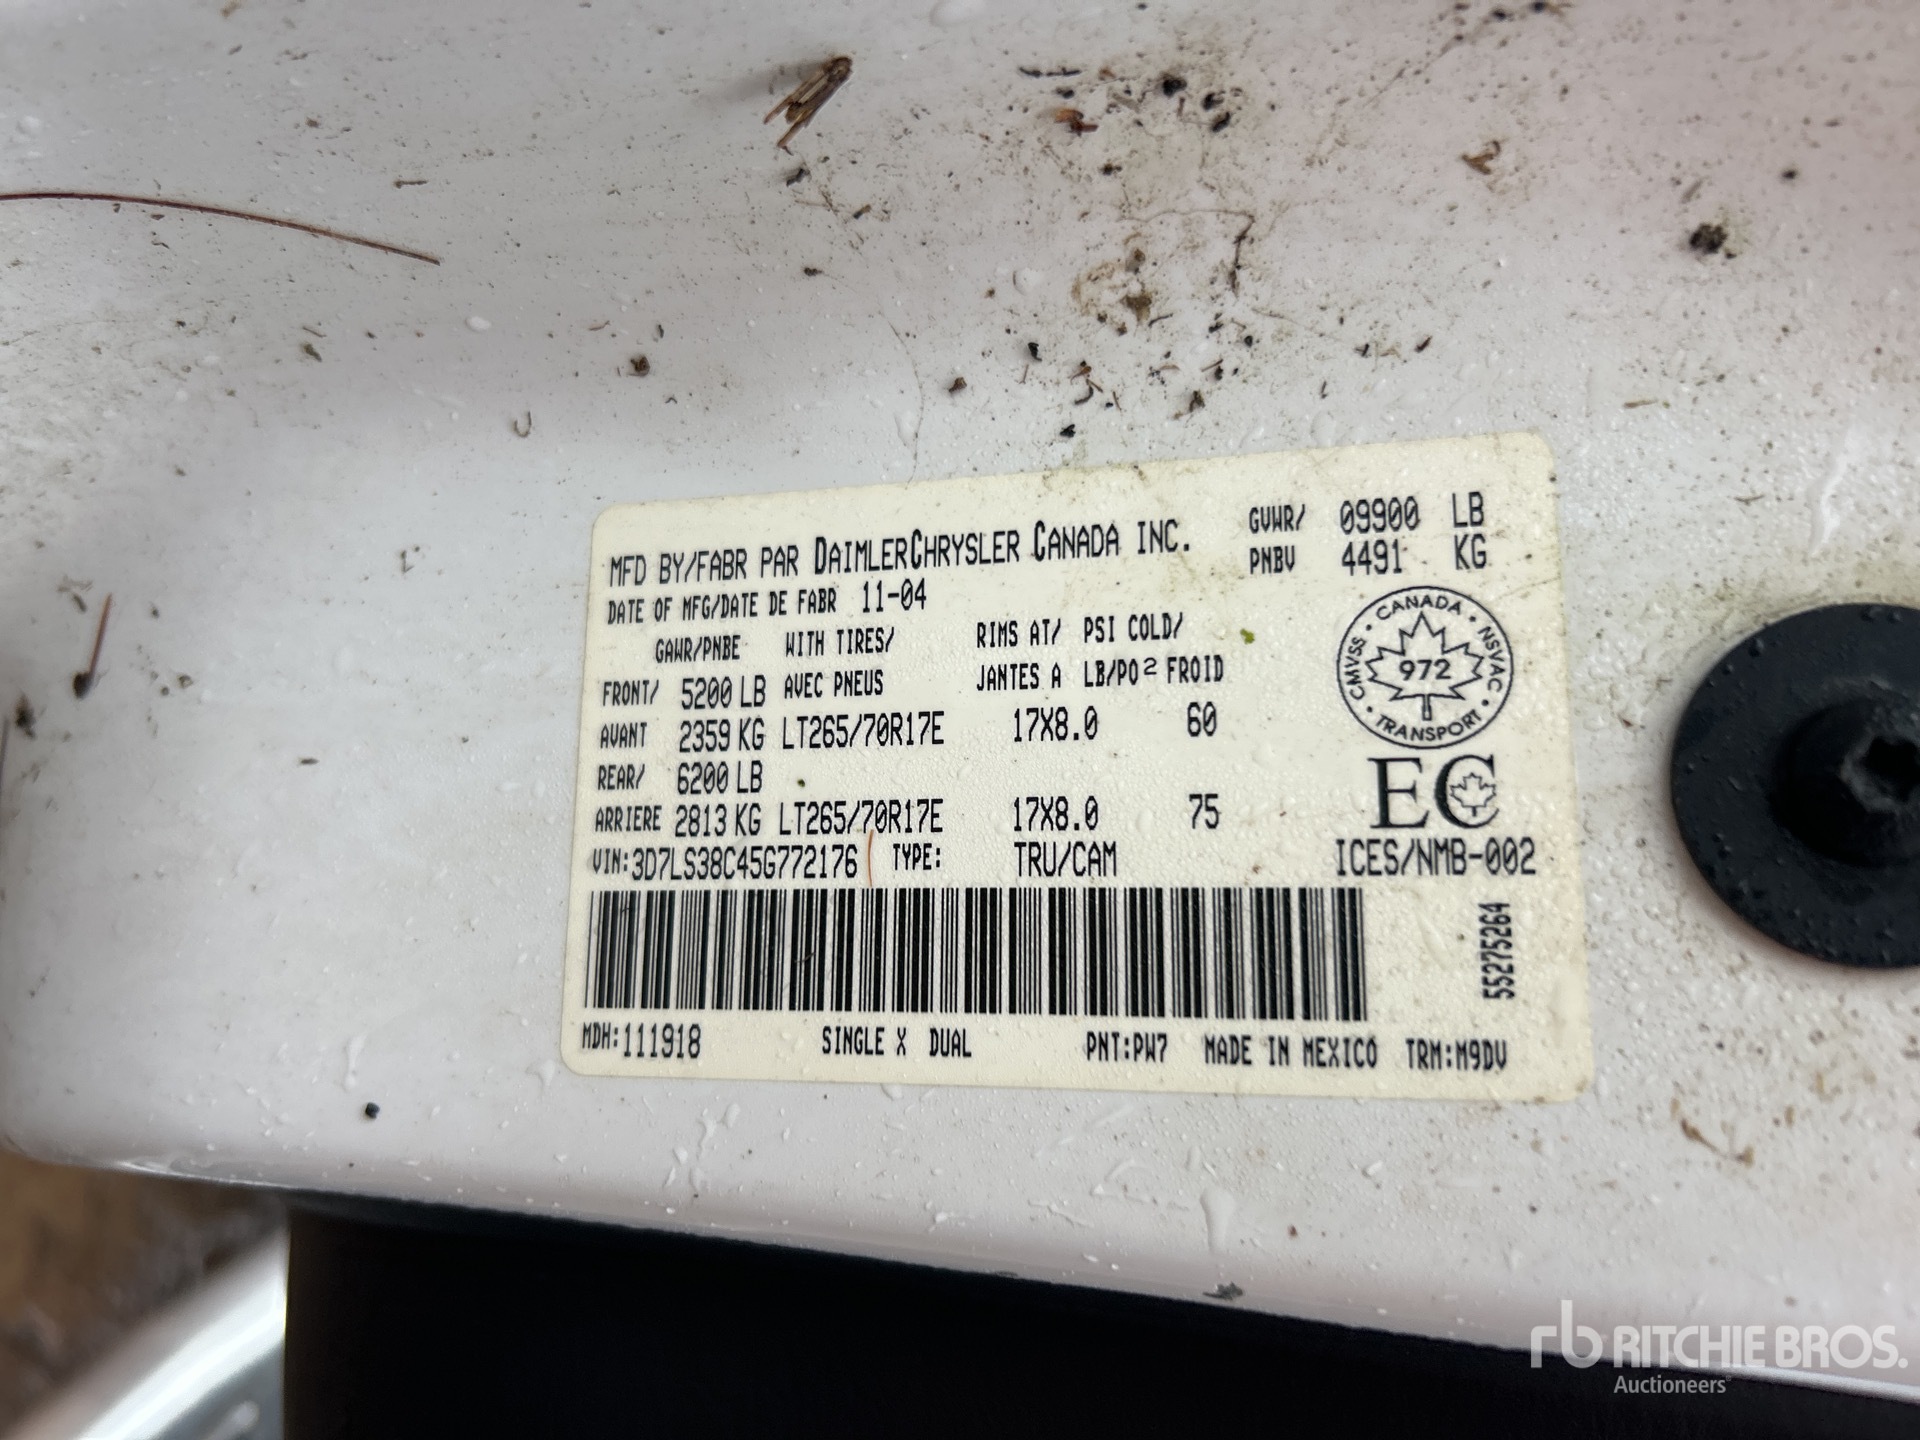 MFD BY/FABR PAR DAIMLERCHRYSLER CANADA INC.
GVWR/ 09900 LB
PNBV 4491 KG
DATE OF MFG/DATE DE FABR 11-04
GAWR/PNBE WITH TIRES/ RIMS AT/ PSI COLD/
FRONT/ 5200 LB AVEC PNEUS JANTES A LB/PO² FROID
AVANT 2359 KG LT265/70R17E 17X8.0 60
REAR/ 6200 LB
ARRIERE 2813 KG LT265/70R17E 17X8.0 75
VIN:3D7LS38C45G772176 TYPE: TRU/CAM
CANADA · NSVAC · TRANSPORT · CMVSS ·
972
EC
ICES/NMB-002
55275264
MDH:111918 SINGLE X DUAL PNT:PW7 MADE IN MEXICO TRM:M9DV
rb RITCHIE BROS.
Auctioneers